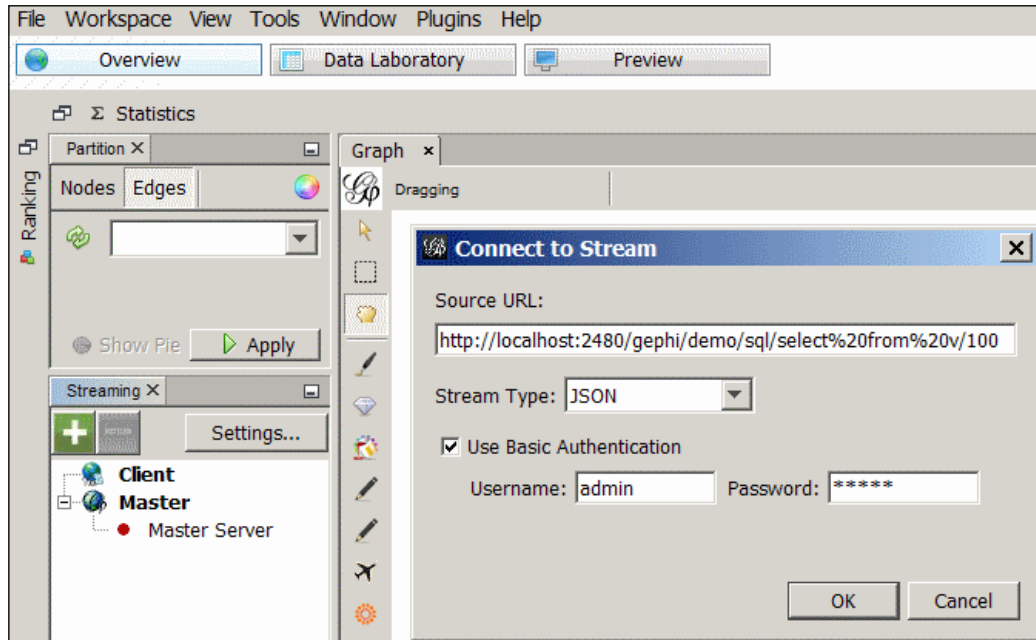 File Workspace View Tools Window Plugins Help
Overview Data Laboratory Preview
Σ Statistics
Ranking
Partition
Nodes Edges
Show Pie Apply
Streaming
Settings...
Client
Master
Master Server
Graph
Dragging
Connect to Stream
Source URL:
http://localhost:2480/gephi/demo/sql/select%20from%20v/100
Stream Type: JSON
Use Basic Authentication
Username: admin Password: *****
OK Cancel